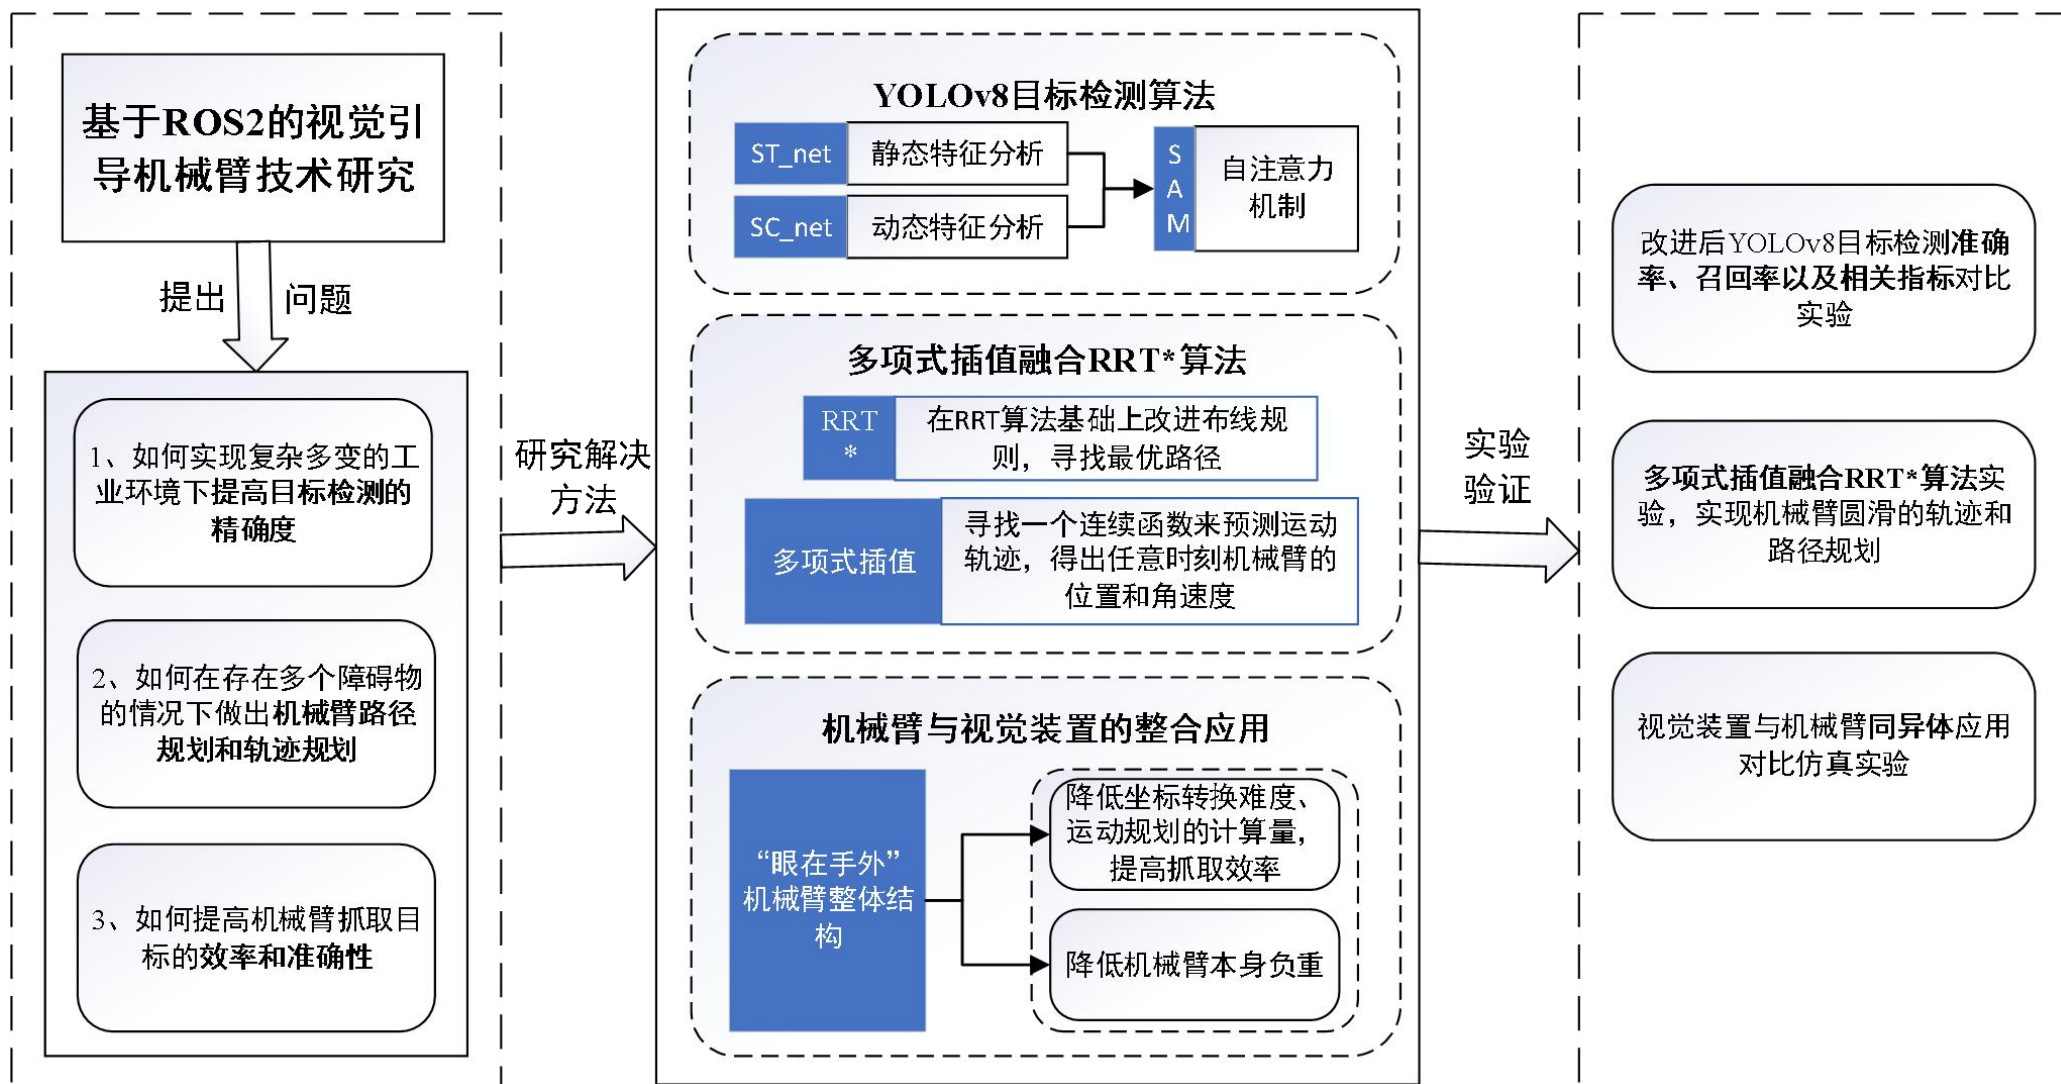 基于ROS2的视觉引
导机械臂技术研究
提出
问题
1、如何实现复杂多变的工
业环境下提高目标检测的
精确度
2、如何在存在多个障碍物
的情况下做出机械臂路径
规划和轨迹规划
3、如何提高机械臂抓取目
标的效率和准确性
研究解决
方法
YOLOv8目标检测算法
ST_net
静态特征分析
SC_net
动态特征分析
S
A
M
自注意力
机制
多项式插值融合RRT*算法
RRT
*
在RRT算法基础上改进布线规
则，寻找最优路径
多项式插值
寻找一个连续函数来预测运动
轨迹，得出任意时刻机械臂的
位置和角速度
机械臂与视觉装置的整合应用
“眼在手外”
机械臂整体结
构
降低坐标转换难度、
运动规划的计算量，
提高抓取效率
降低机械臂本身负重
实验
验证
改进后YOLOv8目标检测准确
率、召回率以及相关指标对比
实验
多项式插值融合RRT*算法实
验，实现机械臂圆滑的轨迹和
路径规划
视觉装置与机械臂同异体应用
对比仿真实验